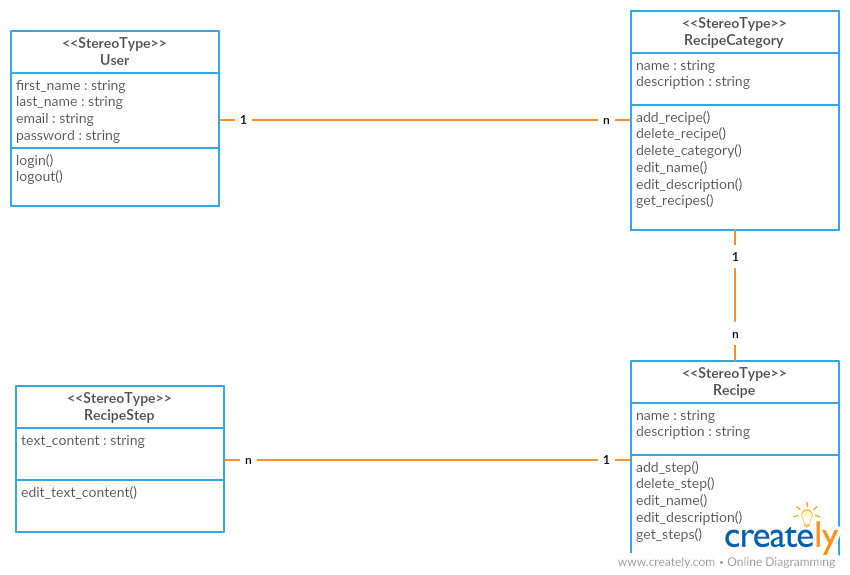 <<StereoType>>
User
first_name : string
last_name : string
email : string
password : string
login()
logout()
1
n
<<StereoType>>
RecipeCategory
name : string
description : string
add_recipe()
delete_recipe()
delete_category()
edit_name()
edit_description()
get_recipes()
1
n
<<StereoType>>
Recipe
name : string
description : string
add_step()
delete_step()
edit_name()
edit_description()
get_steps()
1
n
<<StereoType>>
RecipeStep
text_content : string
edit_text_content()
creately
www.creately.com • Online Diagramming